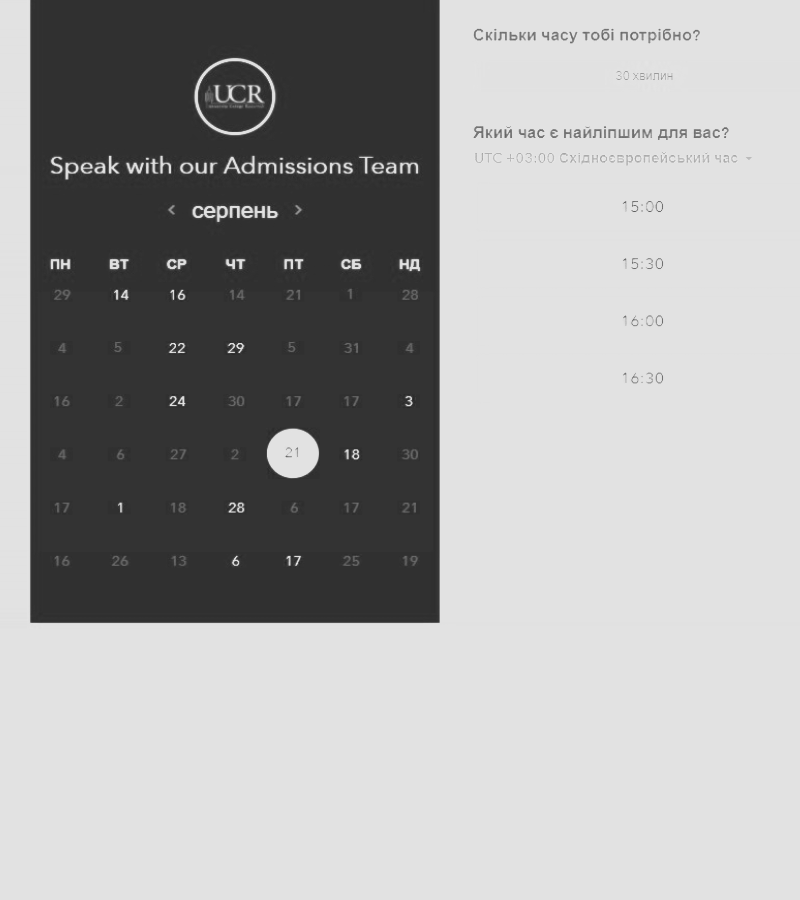 UCR
Speak with our Admissions Team
< серпень >
ПН ВТ СР ЧТ ПТ СБ НД
29 14 16 14 21 1 28
4 5 22 29 5 31 4
16 2 24 30 17 17 3
4 6 27 2 21 18 30
17 1 18 28 6 17 21
16 26 13 6 17 25 19
Скільки часу тобі потрібно?
30 хвилин
Який час є найліпшим для вас?
UTC +03:00 Східноєвропейський час
15:00
15:30
16:00
16:30